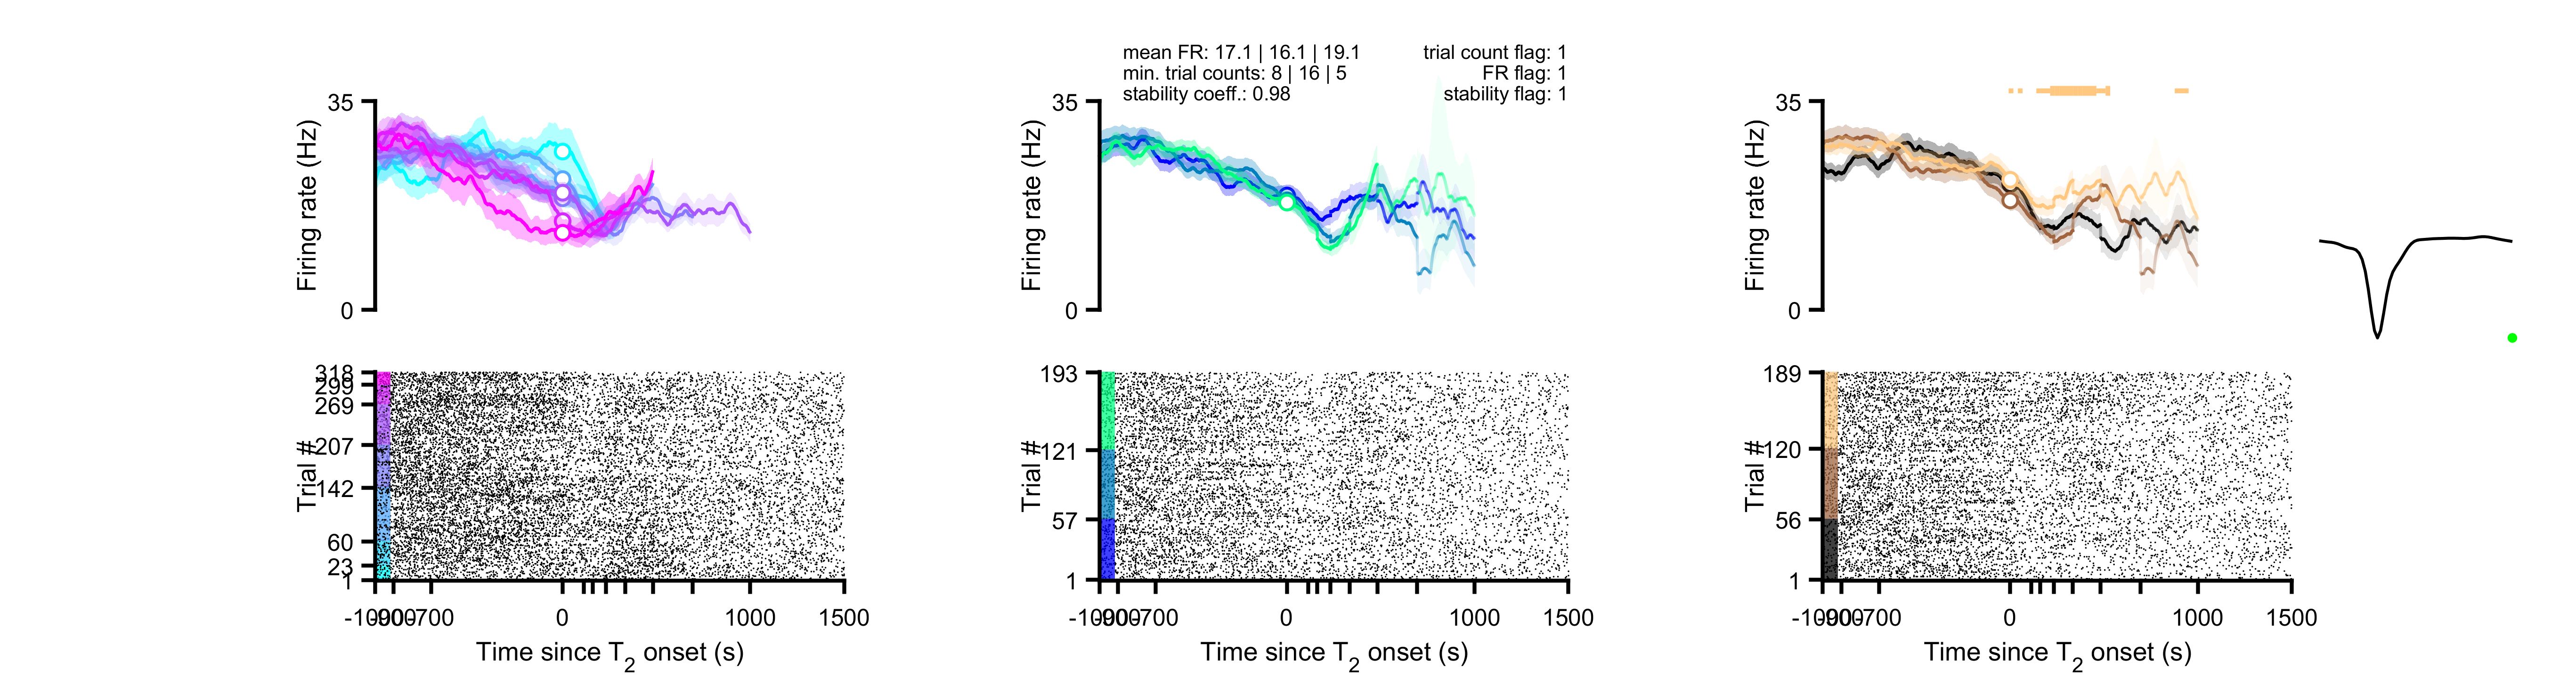 mean FR: 17.1 | 16.1 | 19.1
min. trial counts: 8 | 16 | 5
stability coeff.: 0.98
trial count flag: 1
FR flag: 1
stability flag: 1
35
Firing rate (Hz)
0
35
Firing rate (Hz)
0
35
Firing rate (Hz)
0
318
299
269
207
142
60
23
1
Trial #
-1000 -900 -700 0 1000 1500
Time since T2 onset (s)
193
121
57
1
Trial #
-1000 -900 -700 0 1000 1500
Time since T2 onset (s)
189
120
56
1
Trial #
-1000 -900 -700 0 1000 1500
Time since T2 onset (s)